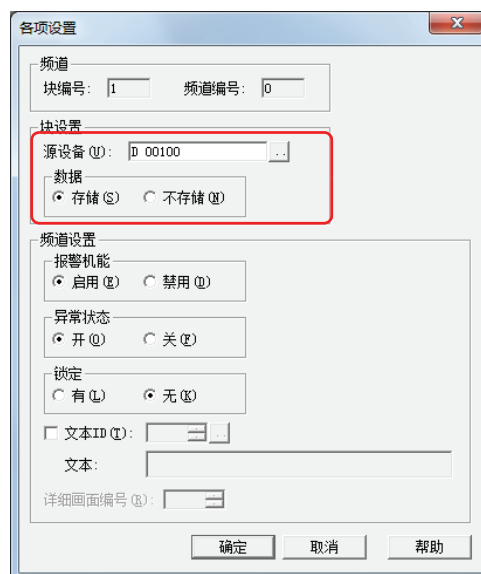 各项设置
频道
块编号: 1 频道编号: 0
块设置
源设备(U): D 00100 ..
数据
存储(S) 不存储(N)
频道设置
报警机能
启用(E) 禁用(D)
异常状态
开(O) 关(F)
锁定
有(L) 无(K)
文本ID(T): ..
文本:
详细画面编号(R):
确定 取消 帮助